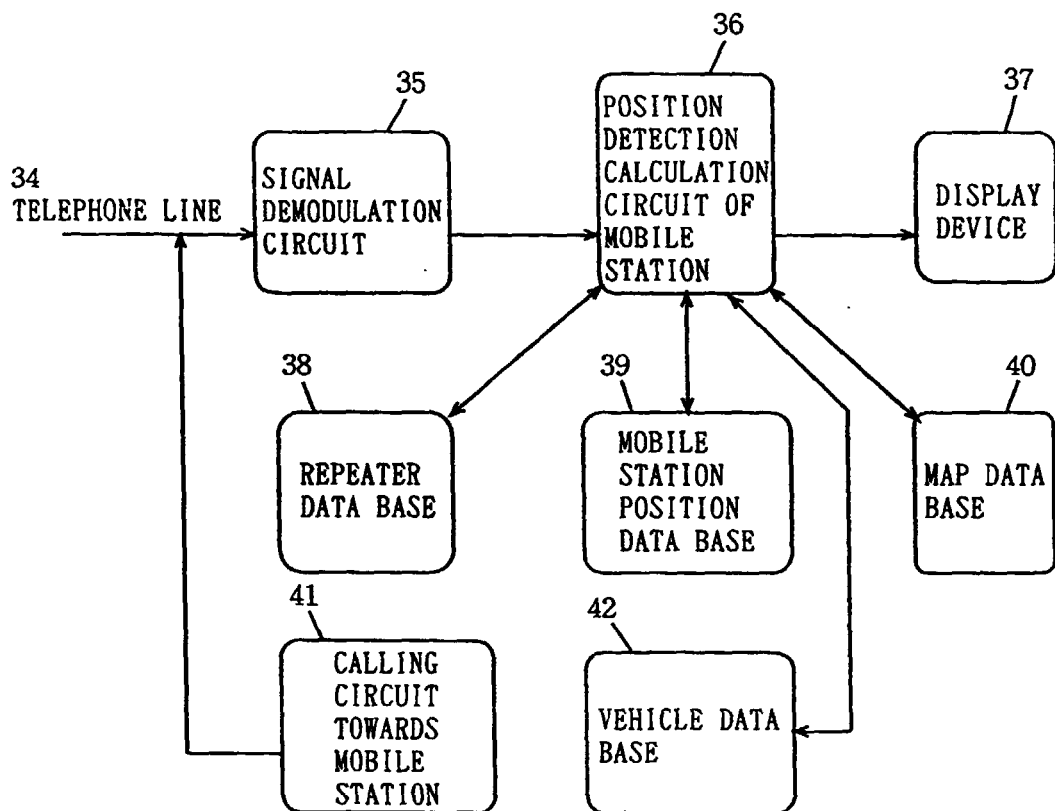 36
35
37
POSITION
DETECTION
CALCULATION
CIRCUIT OF
MOBILE
STATION
34
TELEPHONE LINE
SIGNAL
DEMODULATION
CIRCUIT
DISPLAY
DEVICE
38
39
40
REPEATER
DATA BASE
MOBILE
STATION
POSITION
DATA BASE
MAP DATA
BASE
41
42
CALLING
CIRCUIT
TOWARDS
MOBILE
STATION
VEHICLE DATA
BASE